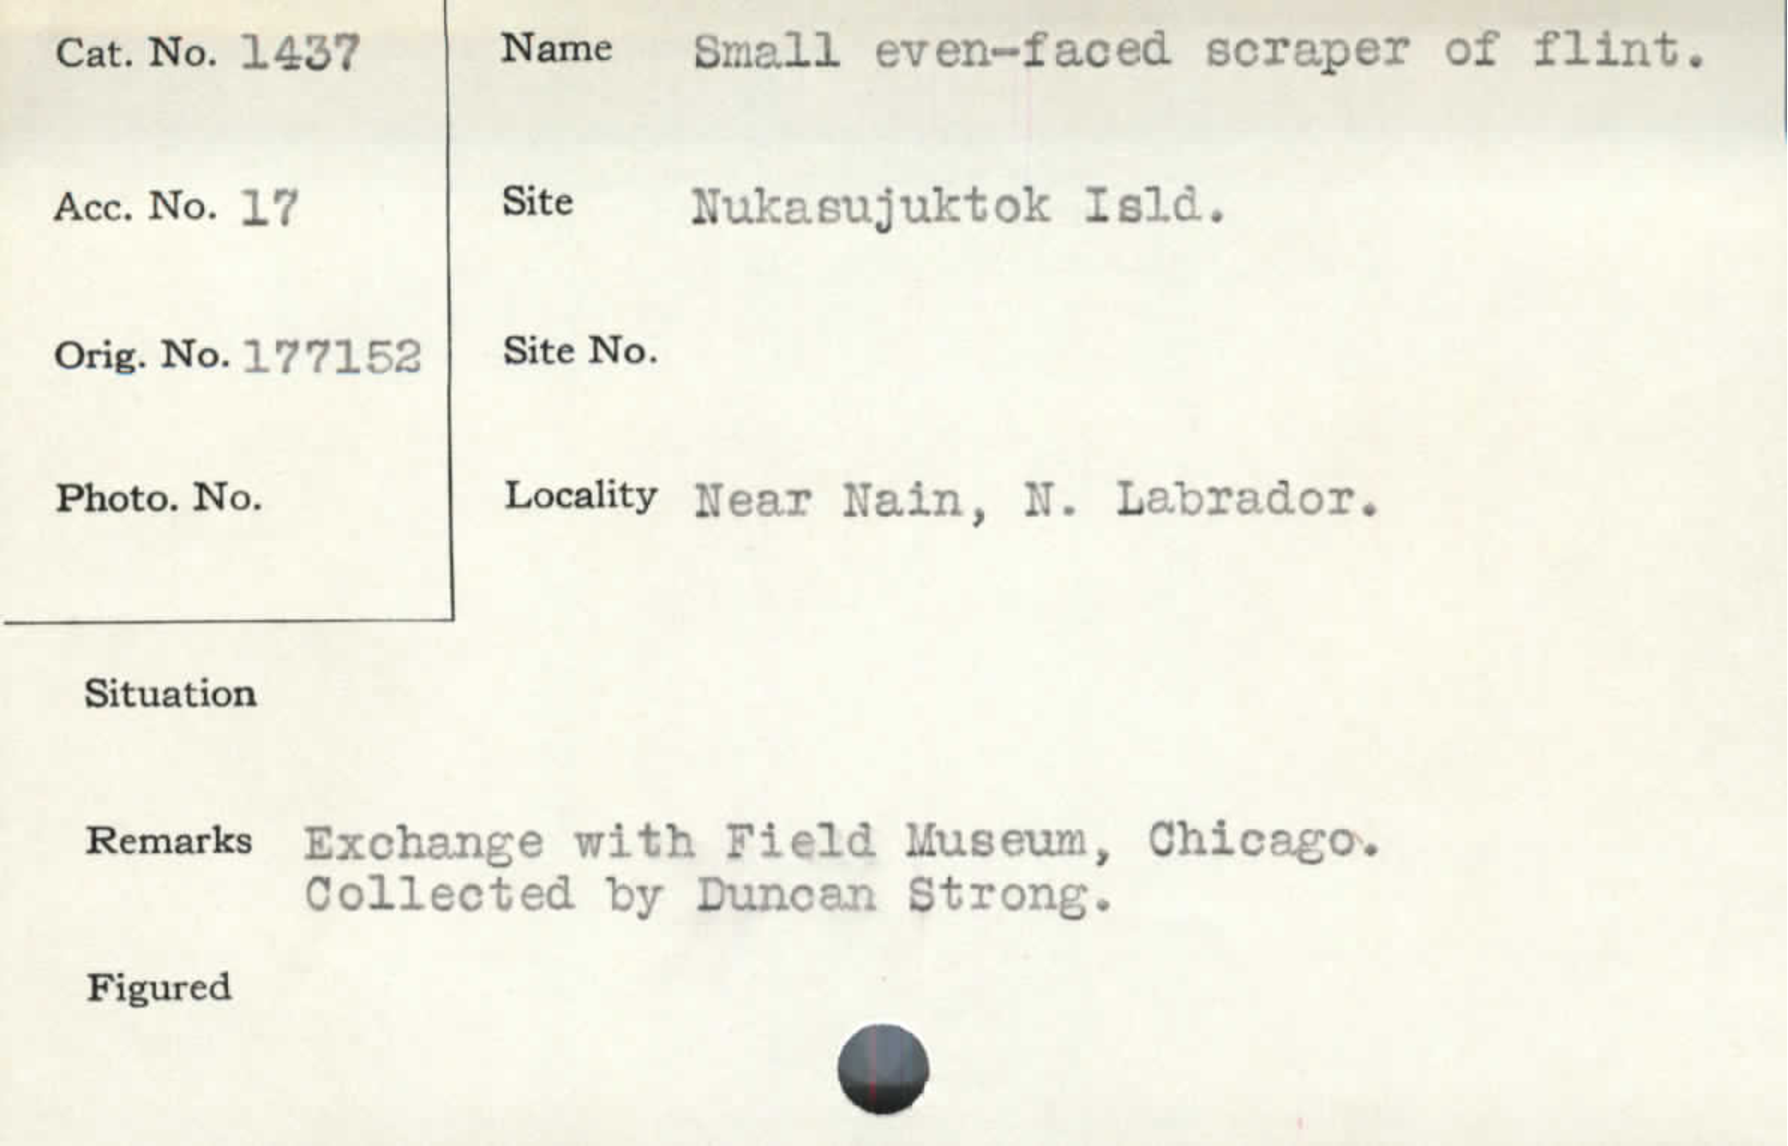 Cat. No. 1437
Name Small even-faced scraper of flint.
Acc. No. 17
Site Nukasujuktok Isld.
Orig. No. 177152
Site No.
Photo. No.
Locality Near Nain, N. Labrador.
Situation
Remarks Exchange with Field Museum, Chicago.
Collected by Duncan Strong.
Figured